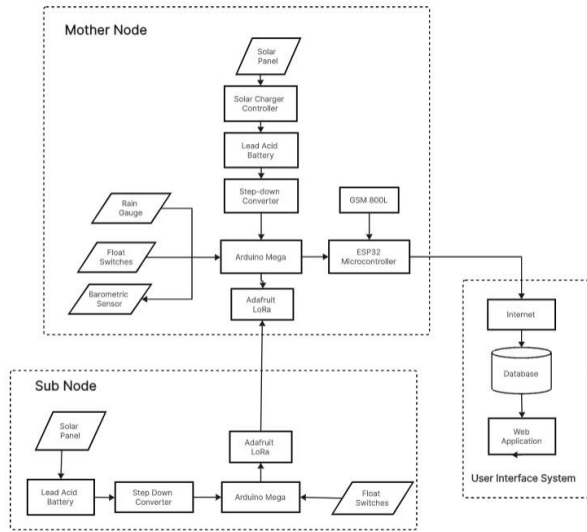 Mother Node
Solar
Panel
Solar Charger
Controller
Lead Acid
Battery
Step-down
Converter
GSM 800L
Rain
Gauge
Float
Switches
Arduino Mega
ESP32
Microcontroller
Barometric
Sensor
Adafruit
LoRa
Internet
Database
Web
Application
User Interface System
Sub Node
Solar
Panel
Adafruit
LoRa
Lead Acid
Battery
Step Down
Converter
Arduino Mega
Float
Switches